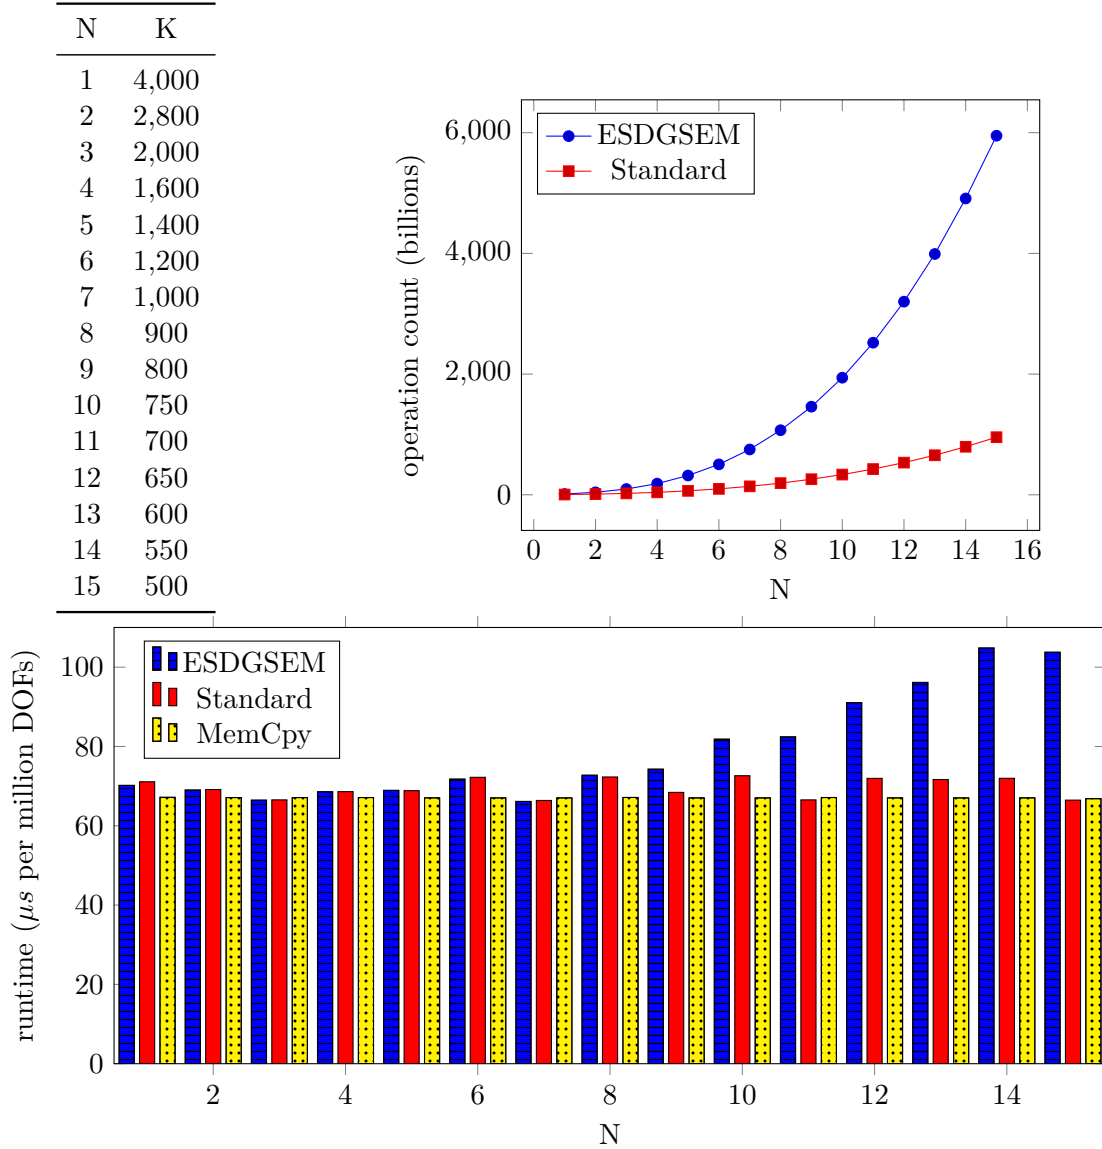 N K
1 4,000
2 2,800
3 2,000
4 1,600
5 1,400
6 1,200
7 1,000
8 900
9 800
10 750
11 700
12 650
13 600
14 550
15 500
operation count (billions)
6,000
4,000
2,000
0
ESDGSEM
Standard
0 2 4 6 8 10 12 14 16
N
runtime (μs per million DOFs)
100
80
60
40
20
0
ESDGSEM
Standard
MemCpy
2 4 6 8 10 12 14
N